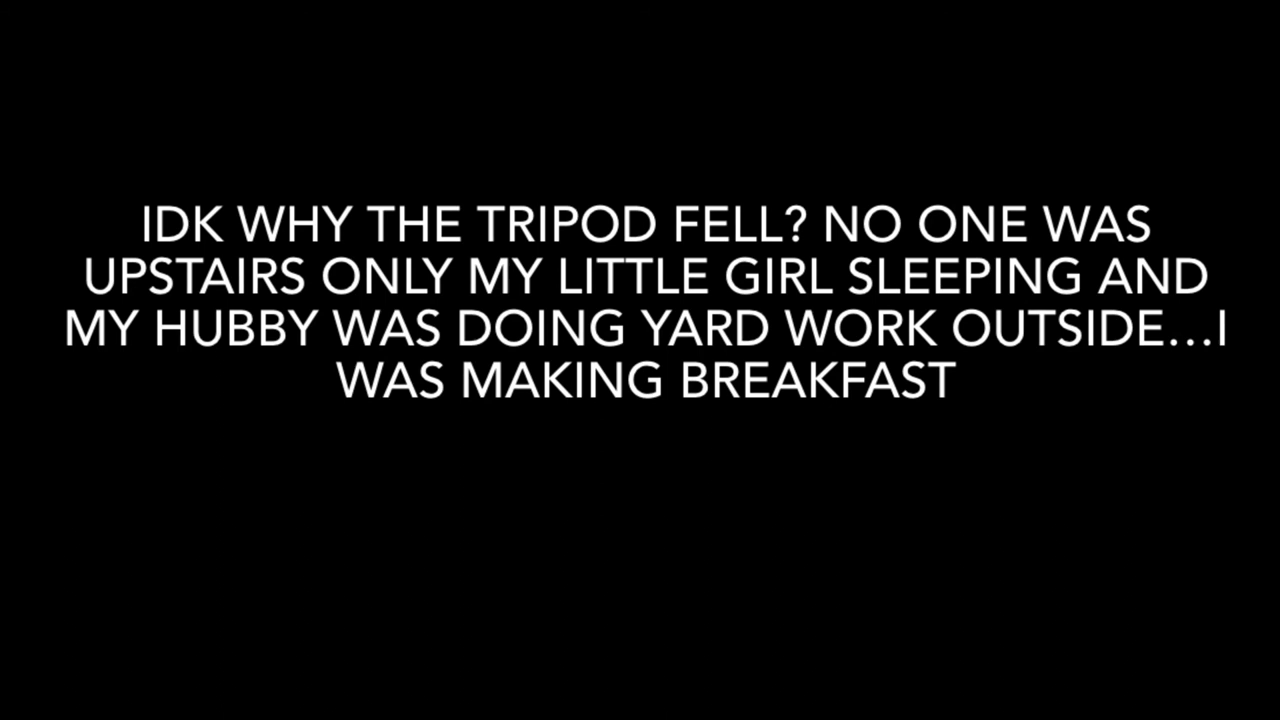 IDK WHY THE TRIPOD FELL? NO ONE WAS
UPSTAIRS ONLY MY LITTLE GIRL SLEEPING AND
MY HUBBY WAS DOING YARD WORK OUTSIDE...I
WAS MAKING BREAKFAST